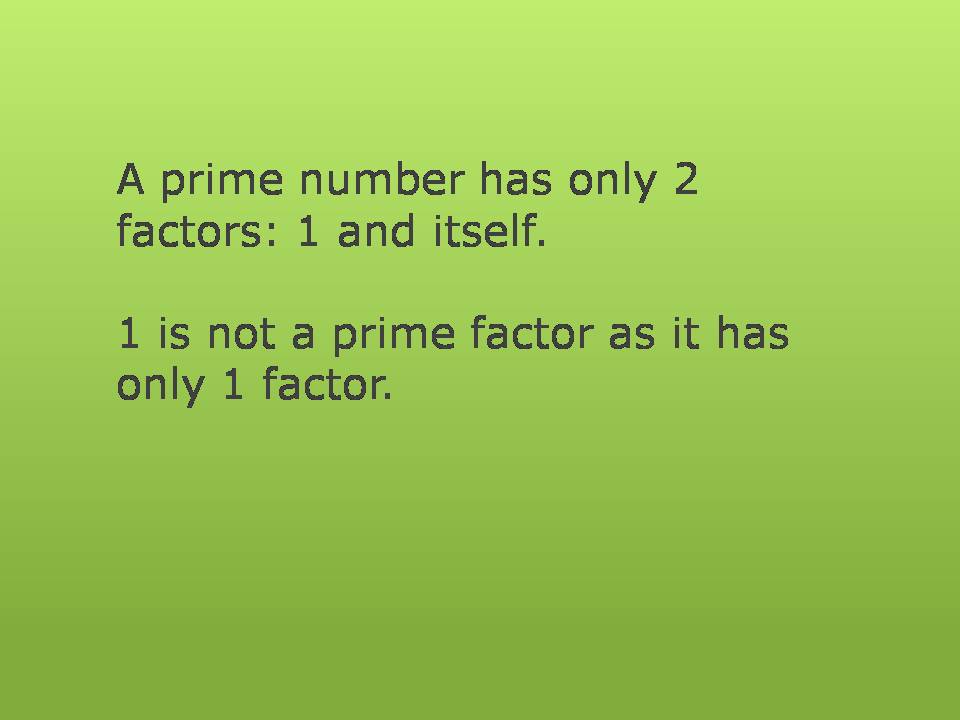 A prime number has only 2
factors: 1 and itself.
1 is not a prime factor as it has
only 1 factor.